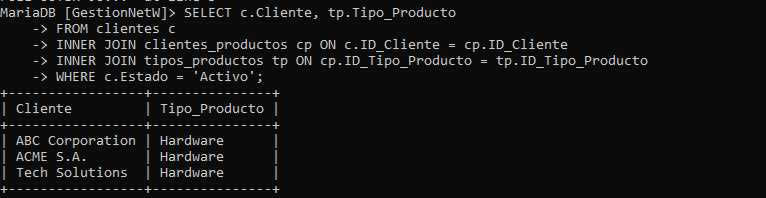 MariaDB [GestionNetW]> SELECT c.Cliente, tp.Tipo_Producto
    -> FROM clientes c
    -> INNER JOIN clientes_productos cp ON c.ID_Cliente = cp.ID_Cliente
    -> INNER JOIN tipos_productos tp ON cp.ID_Tipo_Producto = tp.ID_Tipo_Producto
    -> WHERE c.Estado = 'Activo';
+-----------------+---------------+
| Cliente         | Tipo_Producto |
+-----------------+---------------+
| ABC Corporation | Hardware      |
| ACME S.A.       | Hardware      |
| Tech Solutions  | Hardware      |
+-----------------+---------------+